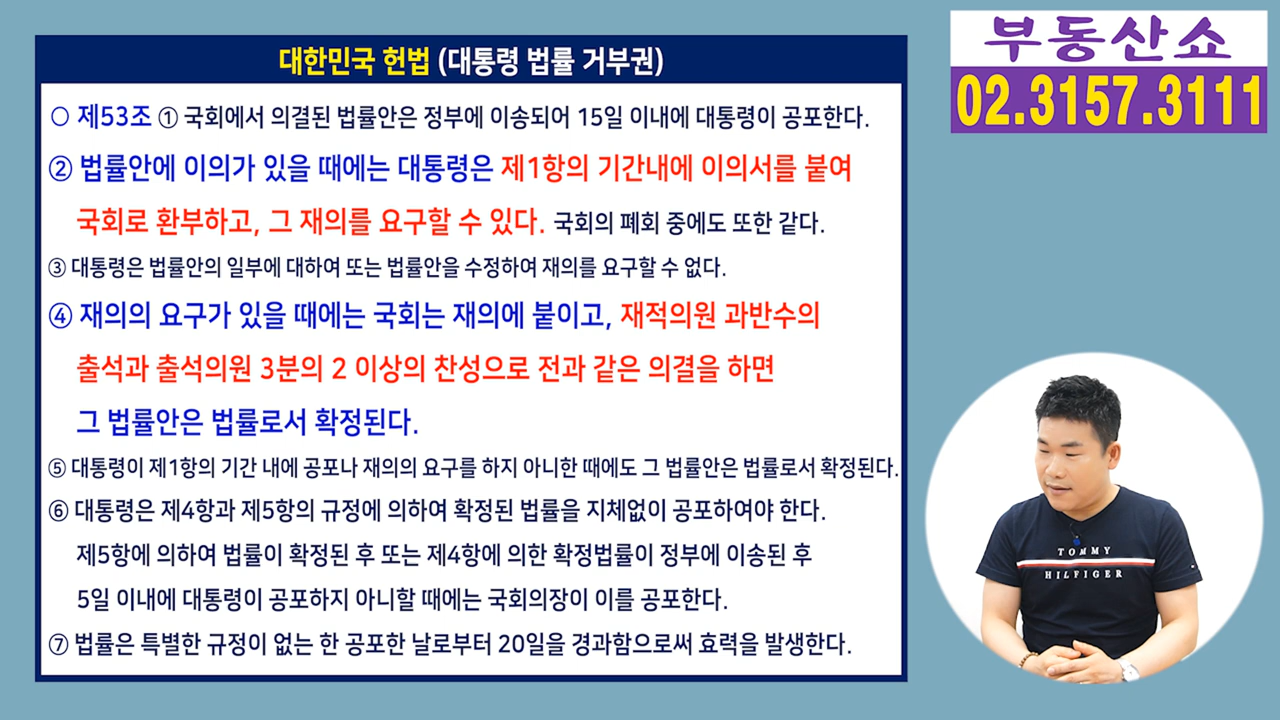 대한민국 헌법 (대통령 법률 거부권)
○ 제53조 ① 국회에서 의결된 법률안은 정부에 이송되어 15일 이내에 대통령이 공포한다.
② 법률안에 이의가 있을 때에는 대통령은 제1항의 기간내에 이의서를 붙여
국회로 환부하고, 그 재의를 요구할 수 있다. 국회의 폐회 중에도 또한 같다.
③ 대통령은 법률안의 일부에 대하여 또는 법률안을 수정하여 재의를 요구할 수 없다.
④ 재의의 요구가 있을 때에는 국회는 재의에 붙이고, 재적의원 과반수의
출석과 출석의원 3분의 2 이상의 찬성으로 전과 같은 의결을 하면
그 법률안은 법률로서 확정된다.
⑤ 대통령이 제1항의 기간 내에 공포나 재의의 요구를 하지 아니한 때에도 그 법률안은 법률로서 확정된다.
⑥ 대통령은 제4항과 제5항의 규정에 의하여 확정된 법률을 지체없이 공포하여야 한다.
제5항에 의하여 법률이 확정된 후 또는 제4항에 의한 확정법률이 정부에 이송된 후
5일 이내에 대통령이 공포하지 아니할 때에는 국회의장이 이를 공포한다.
⑦ 법률은 특별한 규정이 없는 한 공포한 날로부터 20일을 경과함으로써 효력을 발생한다.
부동산쇼
02.3157.3111
TOMMY
HILFIGER